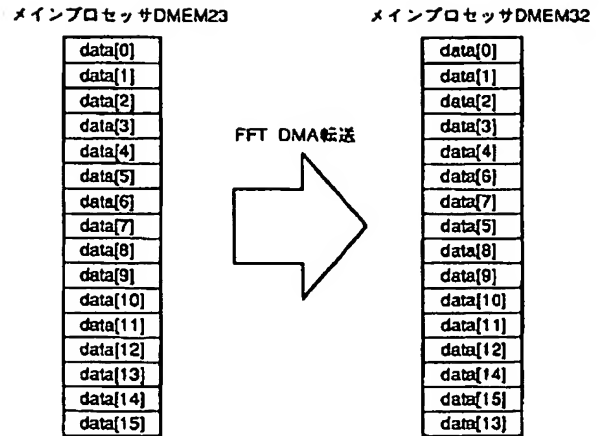 メインプロセッサDMEM23
data[0]
data[1]
data[2]
data[3]
data[4]
data[5]
data[6]
data[7]
data[8]
data[9]
data[10]
data[11]
data[12]
data[13]
data[14]
data[15]
FFT DMA転送
メインプロセッサDMEM32
data[0]
data[1]
data[2]
data[3]
data[4]
data[6]
data[7]
data[5]
data[8]
data[9]
data[10]
data[11]
data[12]
data[14]
data[15]
data[13]